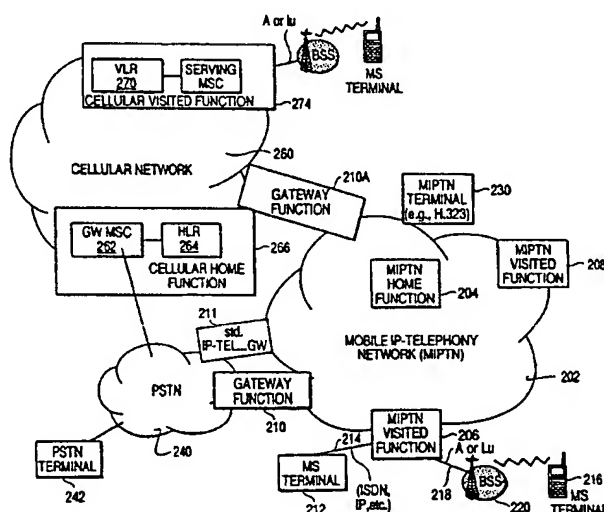 A or Iu
BSS
MS
TERMINAL
VLR
270
SERVING
MSC
CELLULAR VISITED FUNCTION
274
CELLULAR NETWORK
260
210A
GATEWAY
FUNCTION
MIPTN
TERMINAL
(e.g., H.323)
230
GW MSC
262
HLR
264
266
CELLULAR HOME
FUNCTION
MIPTN
HOME
FUNCTION
204
MIPTN
VISITED
FUNCTION
208
211
std.
IP-TEL...GW
MOBILE IP-TELEPHONY
NETWORK (MIPTN)
202
PSTN
GATEWAY
FUNCTION
210
240
PSTN
TERMINAL
242
MIPTN
VISITED
FUNCTION
206
214
MS
TERMINAL
212
(ISDN,
IP,etc.)
A or Lu
218
BSS
220
216
MS
TERMINAL